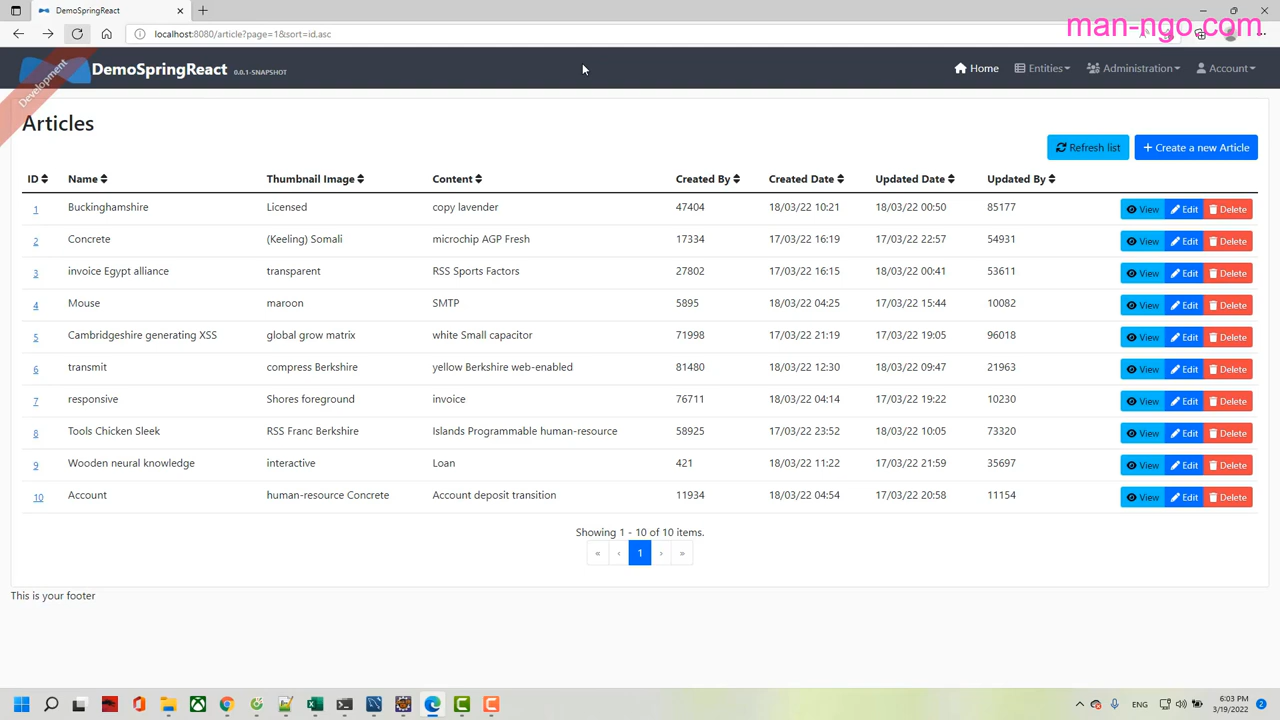 DemoSpringReact
man-ngo.com
localhost:8080/article?page=1&sort=id.asc
Development
DemoSpringReact 0.0.1-SNAPSHOT
Home Entities Administration Account
Articles
Refresh list + Create a new Article
ID Name Thumbnail Image Content Created By Created Date Updated Date Updated By
1 Buckinghamshire Licensed copy lavender 47404 18/03/22 10:21 18/03/22 00:50 85177 View Edit Delete
2 Concrete (Keeling) Somali microchip AGP Fresh 17334 17/03/22 16:19 17/03/22 22:57 54931 View Edit Delete
3 invoice Egypt alliance transparent RSS Sports Factors 27802 17/03/22 16:15 18/03/22 00:41 53611 View Edit Delete
4 Mouse maroon SMTP 5895 18/03/22 04:25 17/03/22 15:44 10082 View Edit Delete
5 Cambridgeshire generating XSS global grow matrix white Small capacitor 71998 17/03/22 21:19 17/03/22 19:05 96018 View Edit Delete
6 transmit compress Berkshire yellow Berkshire web-enabled 81480 18/03/22 12:30 18/03/22 09:47 21963 View Edit Delete
7 responsive Shores foreground invoice 76711 18/03/22 04:14 17/03/22 19:22 10230 View Edit Delete
8 Tools Chicken Sleek RSS Franc Berkshire Islands Programmable human-resource 58925 17/03/22 23:52 18/03/22 10:05 73320 View Edit Delete
9 Wooden neural knowledge interactive Loan 421 18/03/22 11:22 17/03/22 21:59 35697 View Edit Delete
10 Account human-resource Concrete Account deposit transition 11934 18/03/22 04:54 17/03/22 20:58 11154 View Edit Delete
Showing 1 - 10 of 10 items.
« ‹ 1 › »
This is your footer
ENG
6:03 PM
3/19/2022
2